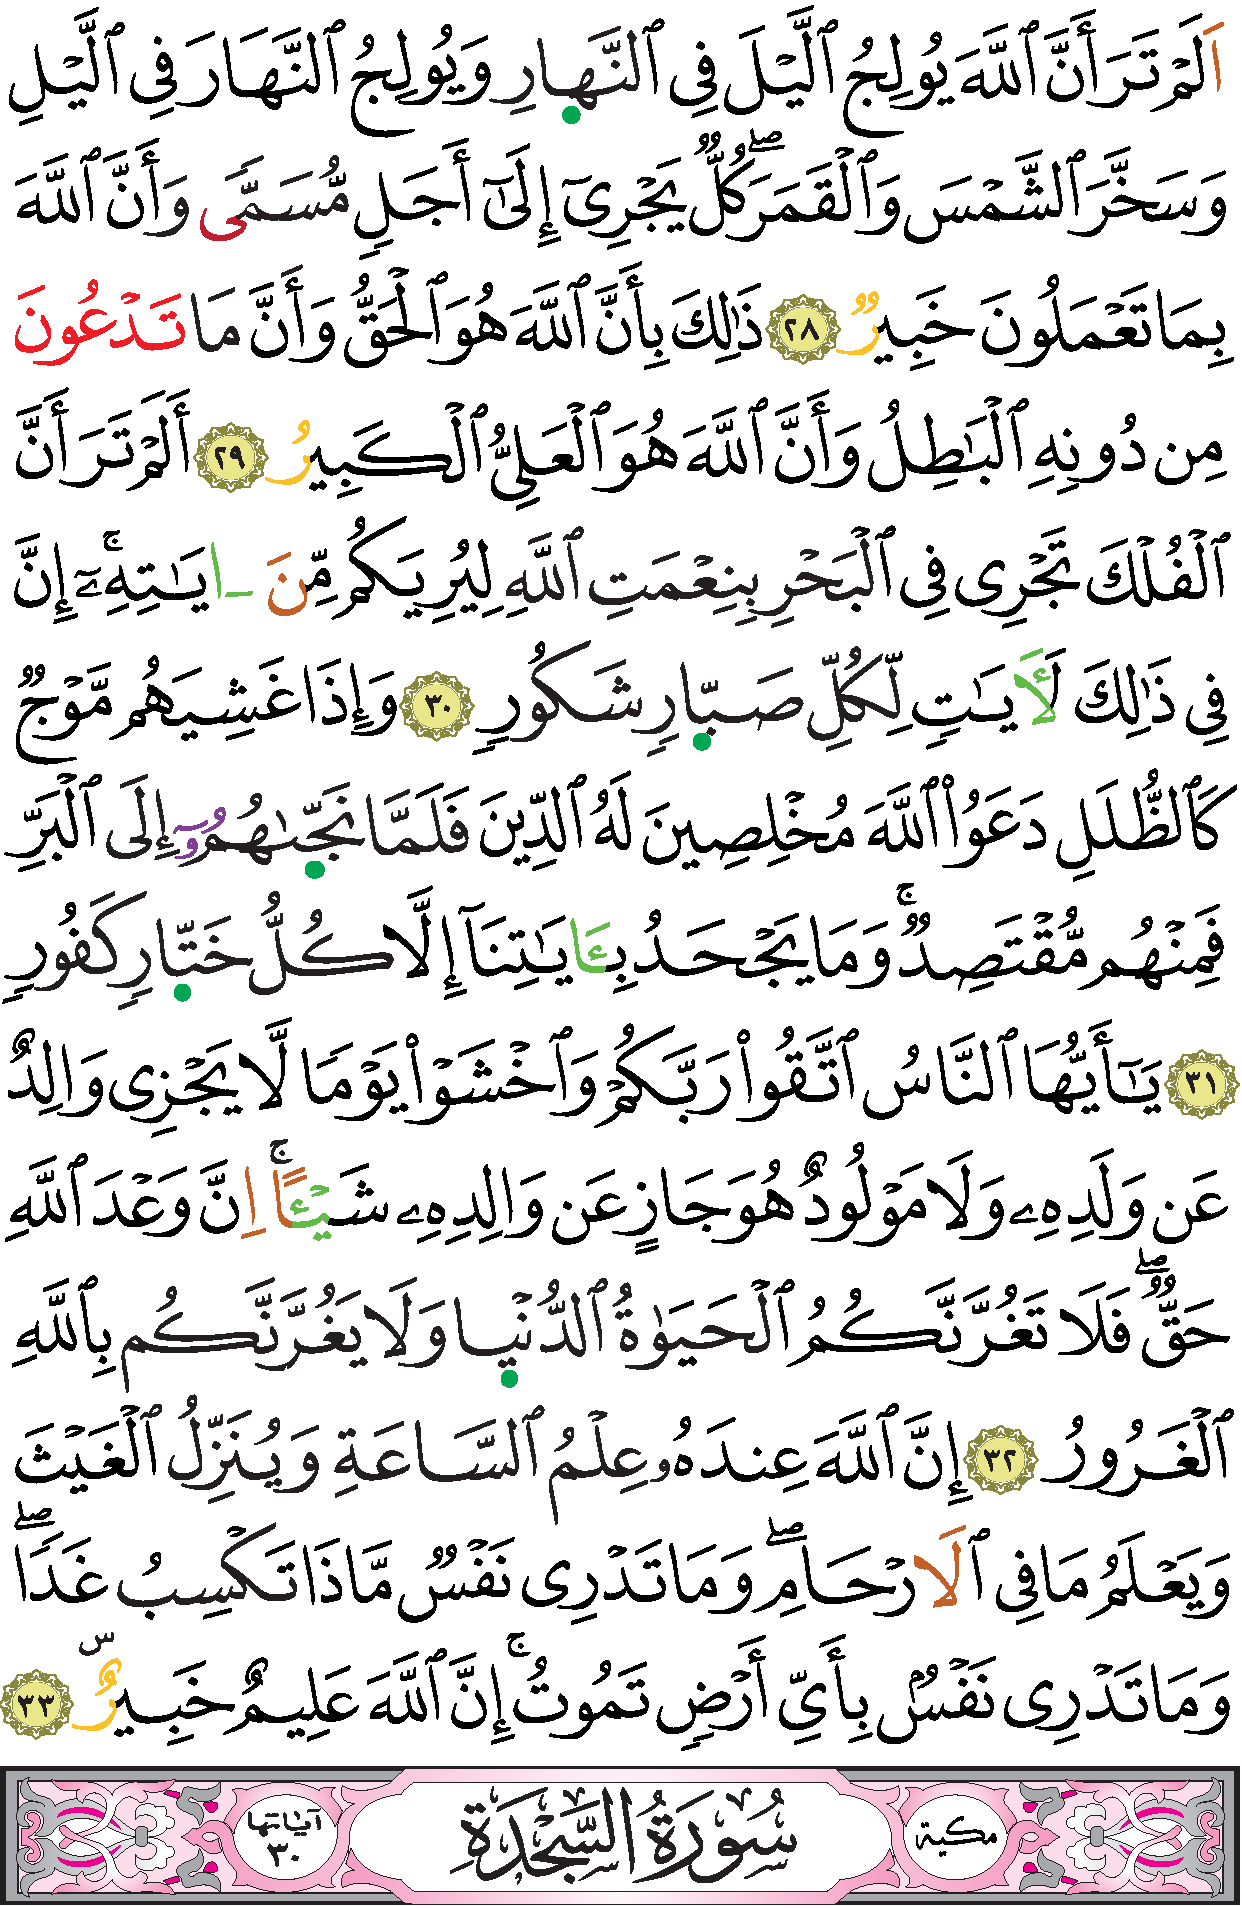 اَلَمْ تَرَ أَنَّ ٱللَّهَ يُولِجُ ٱلَّيْلَ فِى ٱلنَّهِارِ وَيُولِجُ ٱلنَّهَارَ فِى ٱلَّيْلِ
وَسَخَّرَ ٱلشَّمْسَ وَٱلْقَمَرَ ۖ كُلٌّ يَجْرِىٓ إِلَىٰٓ أَجَلٍ مُّسَمًّى وَأَنَّ ٱللَّهَ
بِمَا تَعْمَلُونَ خَبِيرٌ ٢٨ ذَٰلِكَ بِأَنَّ ٱللَّهَ هُوَ ٱلْحَقُّ وَأَنَّ مَا تَدْعُونَ
مِن دُونِهِ ٱلْبَٰطِلُ وَأَنَّ ٱللَّهَ هُوَ ٱلْعَلِىُّ ٱلْكَبِيرُ ٢٩ أَلَمْ تَرَ أَنَّ
ٱلْفُلْكَ تَجْرِى فِى ٱلْبَحْرِ بِنِعْمَتِ ٱللَّهِ لِيُرِيَكُم مِّنَ ـايَٰتِهِۦٓ ۚ إِنَّ
فِى ذَٰلِكَ لَأَيَٰتٍ لِّكُلِّ صَبّارٍ شَكُورٍ ٣٠ وَإِذَا غَشِيَهُم مَّوْجٌ
كَٱلظُّلَلِ دَعَوُا۟ ٱللَّهَ مُخْلِصِينَ لَهُ ٱلدِّينَ فَلَمَّا نَجَّىٰهُمُۥٓ إِلَى ٱلْبَرِّ
فَمِنْهُم مُّقْتَصِدٌ ۚ وَمَا يَجْحَدُ بِـَٔايَٰتِنَآ إِلَّا كُلُّ خَتّارٍ كَفُورٍ
٣١ يَٰٓأَيُّهَا ٱلنَّاسُ ٱتَّقُوا۟ رَبَّكُمْ وَٱخْشَوْا۟ يَوْمًا لَّا يَجْزِى وَالِدٌ
عَن وَلَدِهِۦ وَلَا مَوْلُودٌ هُوَ جَازٍ عَن وَالِدِهِۦ شَيْـًٔا ۚ اِنَّ وَعْدَ ٱللَّهِ
حَقٌّ ۖ فَلَا تَغُرَّنَّكُمُ ٱلْحَيَوٰةُ ٱلدُّنْيا وَلَا يَغُرَّنَّكُم بِٱللَّهِ
ٱلْغَرُورُ ٣٢ إِنَّ ٱللَّهَ عِندَهُۥ عِلْمُ ٱلسَّاعَةِ وَيُنَزِّلُ ٱلْغَيْثَ
وَيَعْلَمُ مَا فِى ٱلَارْحَامِ ۖ وَمَا تَدْرِى نَفْسٌ مَّاذَا تَكْسِبُ غَدًا ۖ
وَمَا تَدْرِى نَفْسٌۢ بِأَىِّ أَرْضٍ تَمُوتُ ۚ إِنَّ ٱللَّهَ عَلِيمٌ خَبِيرٌ س ٣٣
مكية سُورَةُ السَّجْدَةِ آياتها ٣٠